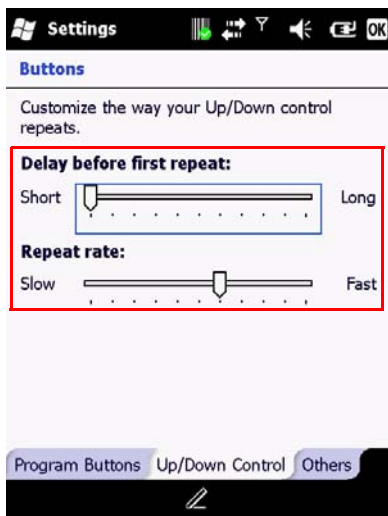 Settings OK
Buttons
Customize the way your Up/Down control
repeats.
Delay before first repeat:
Short Long
Repeat rate:
Slow Fast
Program Buttons Up/Down Control Others